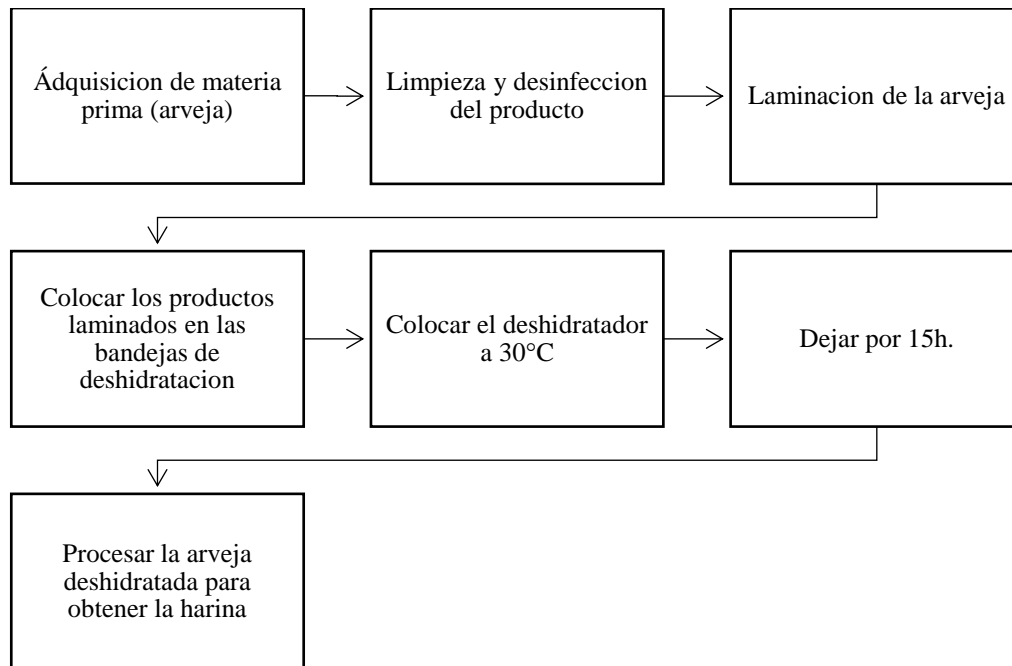 Ádquisicion de materia
prima (arveja)
Limpieza y desinfeccion
del producto
Laminacion de la arveja
Colocar los productos
laminados en las
bandejas de
deshidratacion
Colocar el deshidratador
a 30°C
Dejar por 15h.
Procesar la arveja
deshidratada para
obtener la harina